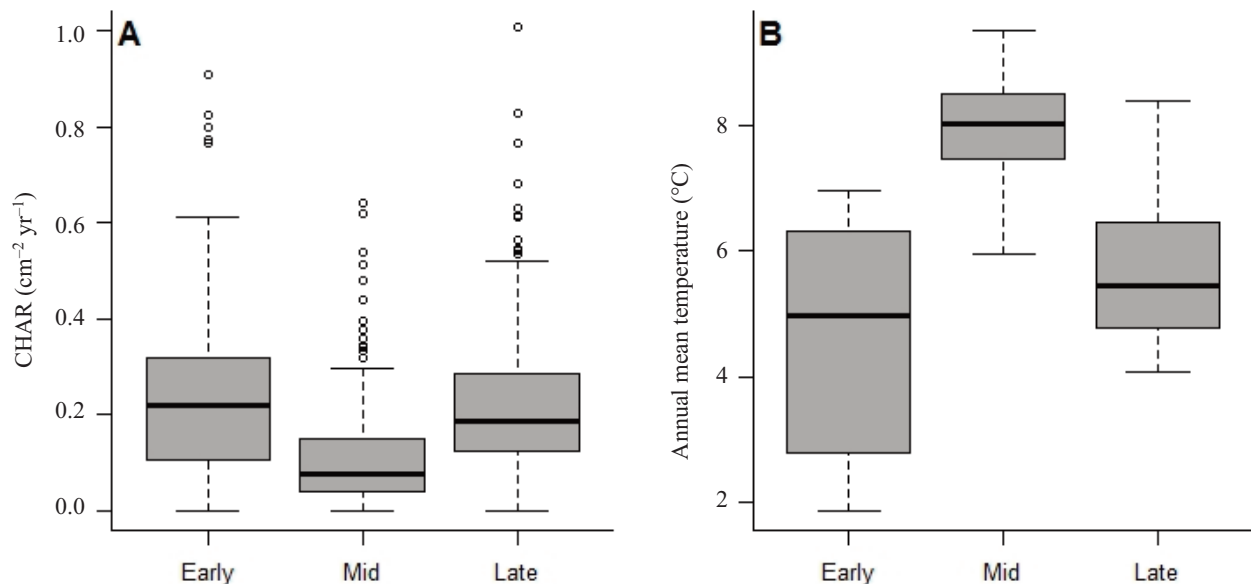 A
CHAR (cm⁻² yr⁻¹)
1.0
0.8
0.6
0.4
0.2
0.0
Early Mid Late
B
Annual mean temperature (°C)
8
6
4
2
Early Mid Late